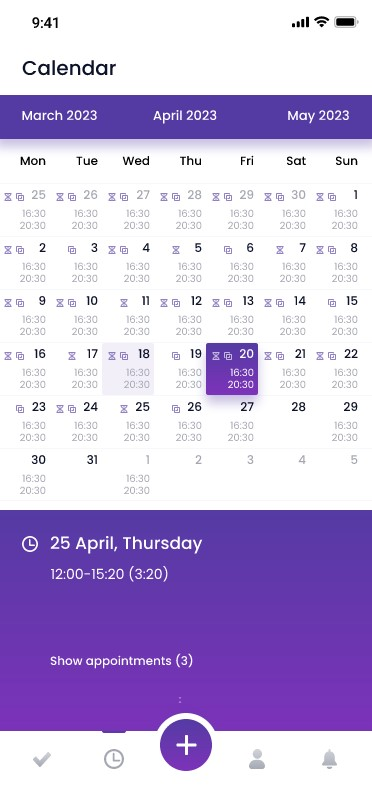 9:41
Calendar
March 2023 April 2023 May 2023
Mon Tue Wed Thu Fri Sat Sun
25 26 27 28 29 30 1
16:30 16:30 16:30 16:30 16:30 16:30 16:30
20:30 20:30 20:30 20:30 20:30 20:30 20:30
2 3 4 5 6 7 8
16:30 16:30 16:30 16:30 16:30 16:30 16:30
20:30 20:30 20:30 20:30 20:30 20:30 20:30
9 10 11 12 13 14 15
16:30 16:30 16:30 16:30 16:30 16:30 16:30
20:30 20:30 20:30 20:30 20:30 20:30 20:30
16 17 18 19 20 21 22
16:30 16:30 16:30 16:30 16:30 16:30 16:30
20:30 20:30 20:30 20:30 20:30 20:30 20:30
23 24 25 26 27 28 29
16:30 16:30 16:30 16:30 16:30 16:30
20:30 20:30 20:30 20:30 20:30 20:30
30 31 1 2 3 4 5
16:30 16:30
20:30 20:30
25 April, Thursday
12:00-15:20 (3:20)
Show appointments (3)
: